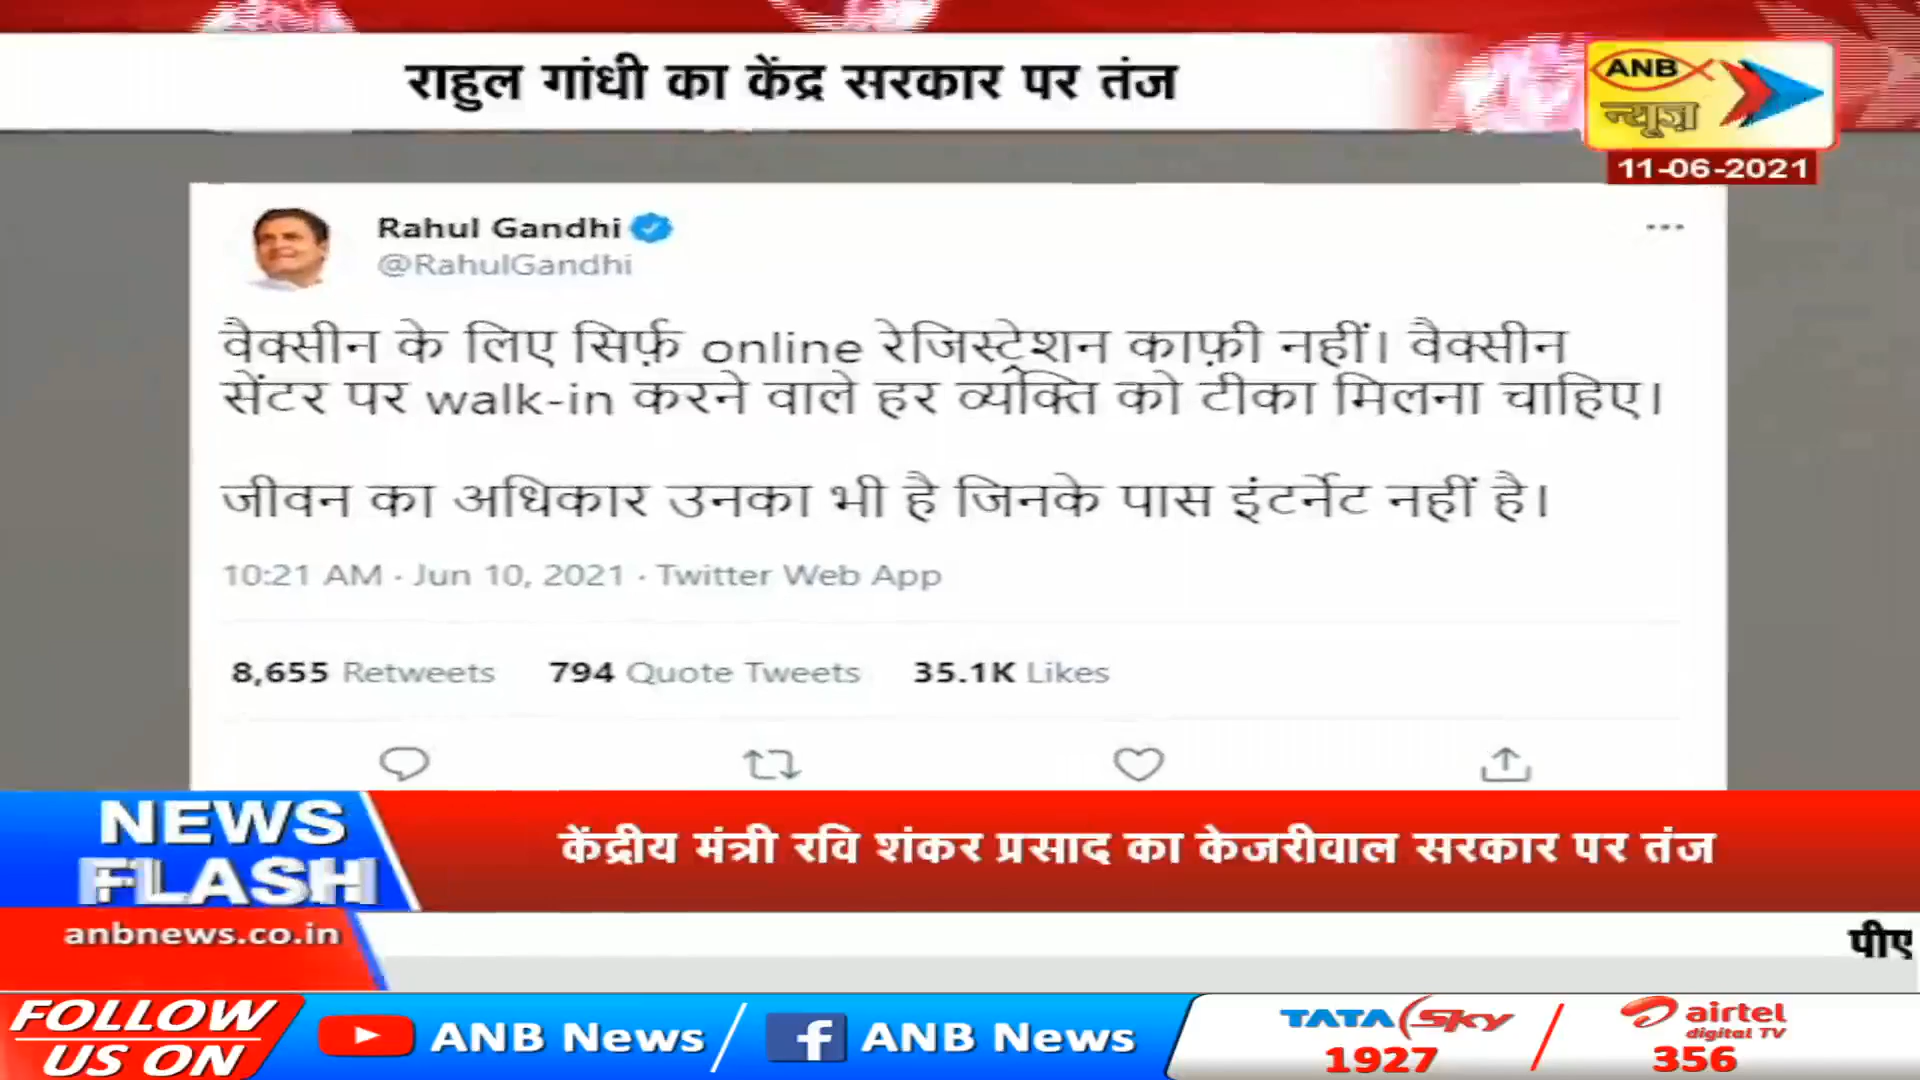 राहुल गांधी का केंद्र सरकार पर तंज
ANB
न्यूज़
11-06-2021
Rahul Gandhi
@RahulGandhi
वैक्सीन के लिए सिर्फ़ online रेजिस्ट्रेशन काफ़ी नहीं। वैक्सीन
सेंटर पर walk-in करने वाले हर व्यक्ति को टीका मिलना चाहिए।
जीवन का अधिकार उनका भी है जिनके पास इंटर्नेट नहीं है।
10:21 AM · Jun 10, 2021 · Twitter Web App
8,655 Retweets 794 Quote Tweets 35.1K Likes
NEWS
FLASH
केंद्रीय मंत्री रवि शंकर प्रसाद का केजरीवाल सरकार पर तंज
anbnews.co.in
पीए
FOLLOW
US ON
ANB News / ANB News
TATA Sky
1927
airtel
digital TV
356